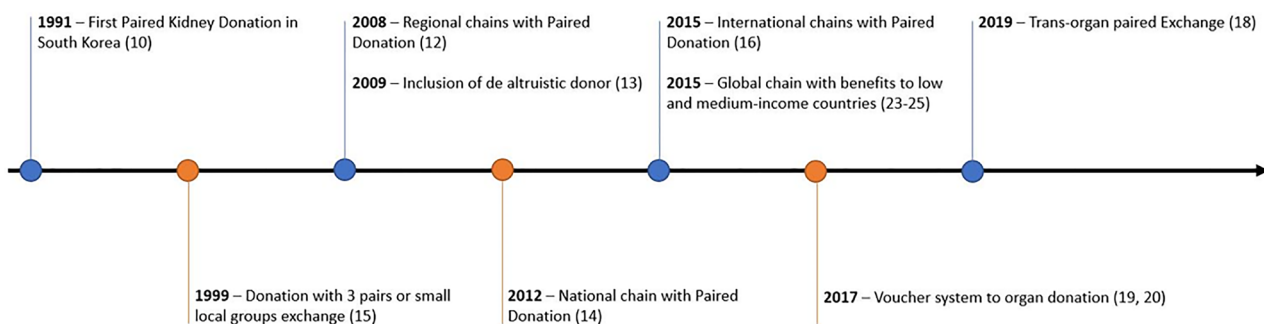 1991 – First Paired Kidney Donation in
South Korea (10)
2008 – Regional chains with Paired
Donation (12)
2009 – Inclusion of de altruistic donor (13)
2015 – International chains with Paired
Donation (16)
2015 – Global chain with benefits to low
and medium-income countries (23-25)
2019 – Trans-organ paired Exchange (18)
1999 – Donation with 3 pairs or small
local groups exchange (15)
2012 – National chain with Paired
Donation (14)
2017 – Voucher system to organ donation (19, 20)